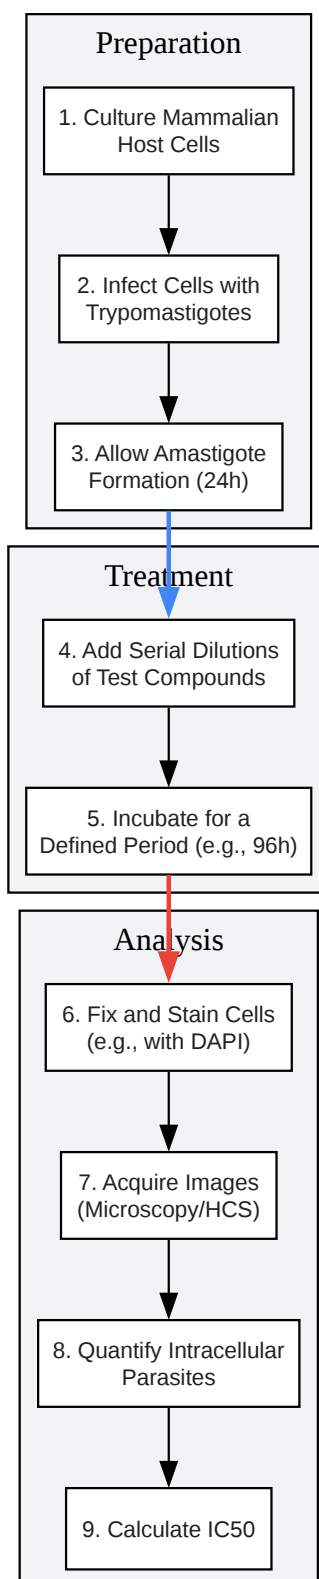 Preparation
1. Culture Mammalian
Host Cells
2. Infect Cells with
Trypomastigotes
3. Allow Amastigote
Formation (24h)
Treatment
4. Add Serial Dilutions
of Test Compounds
5. Incubate for a
Defined Period (e.g., 96h)
Analysis
6. Fix and Stain Cells
(e.g., with DAPI)
7. Acquire Images
(Microscopy/HCS)
8. Quantify Intracellular
Parasites
9. Calculate IC50